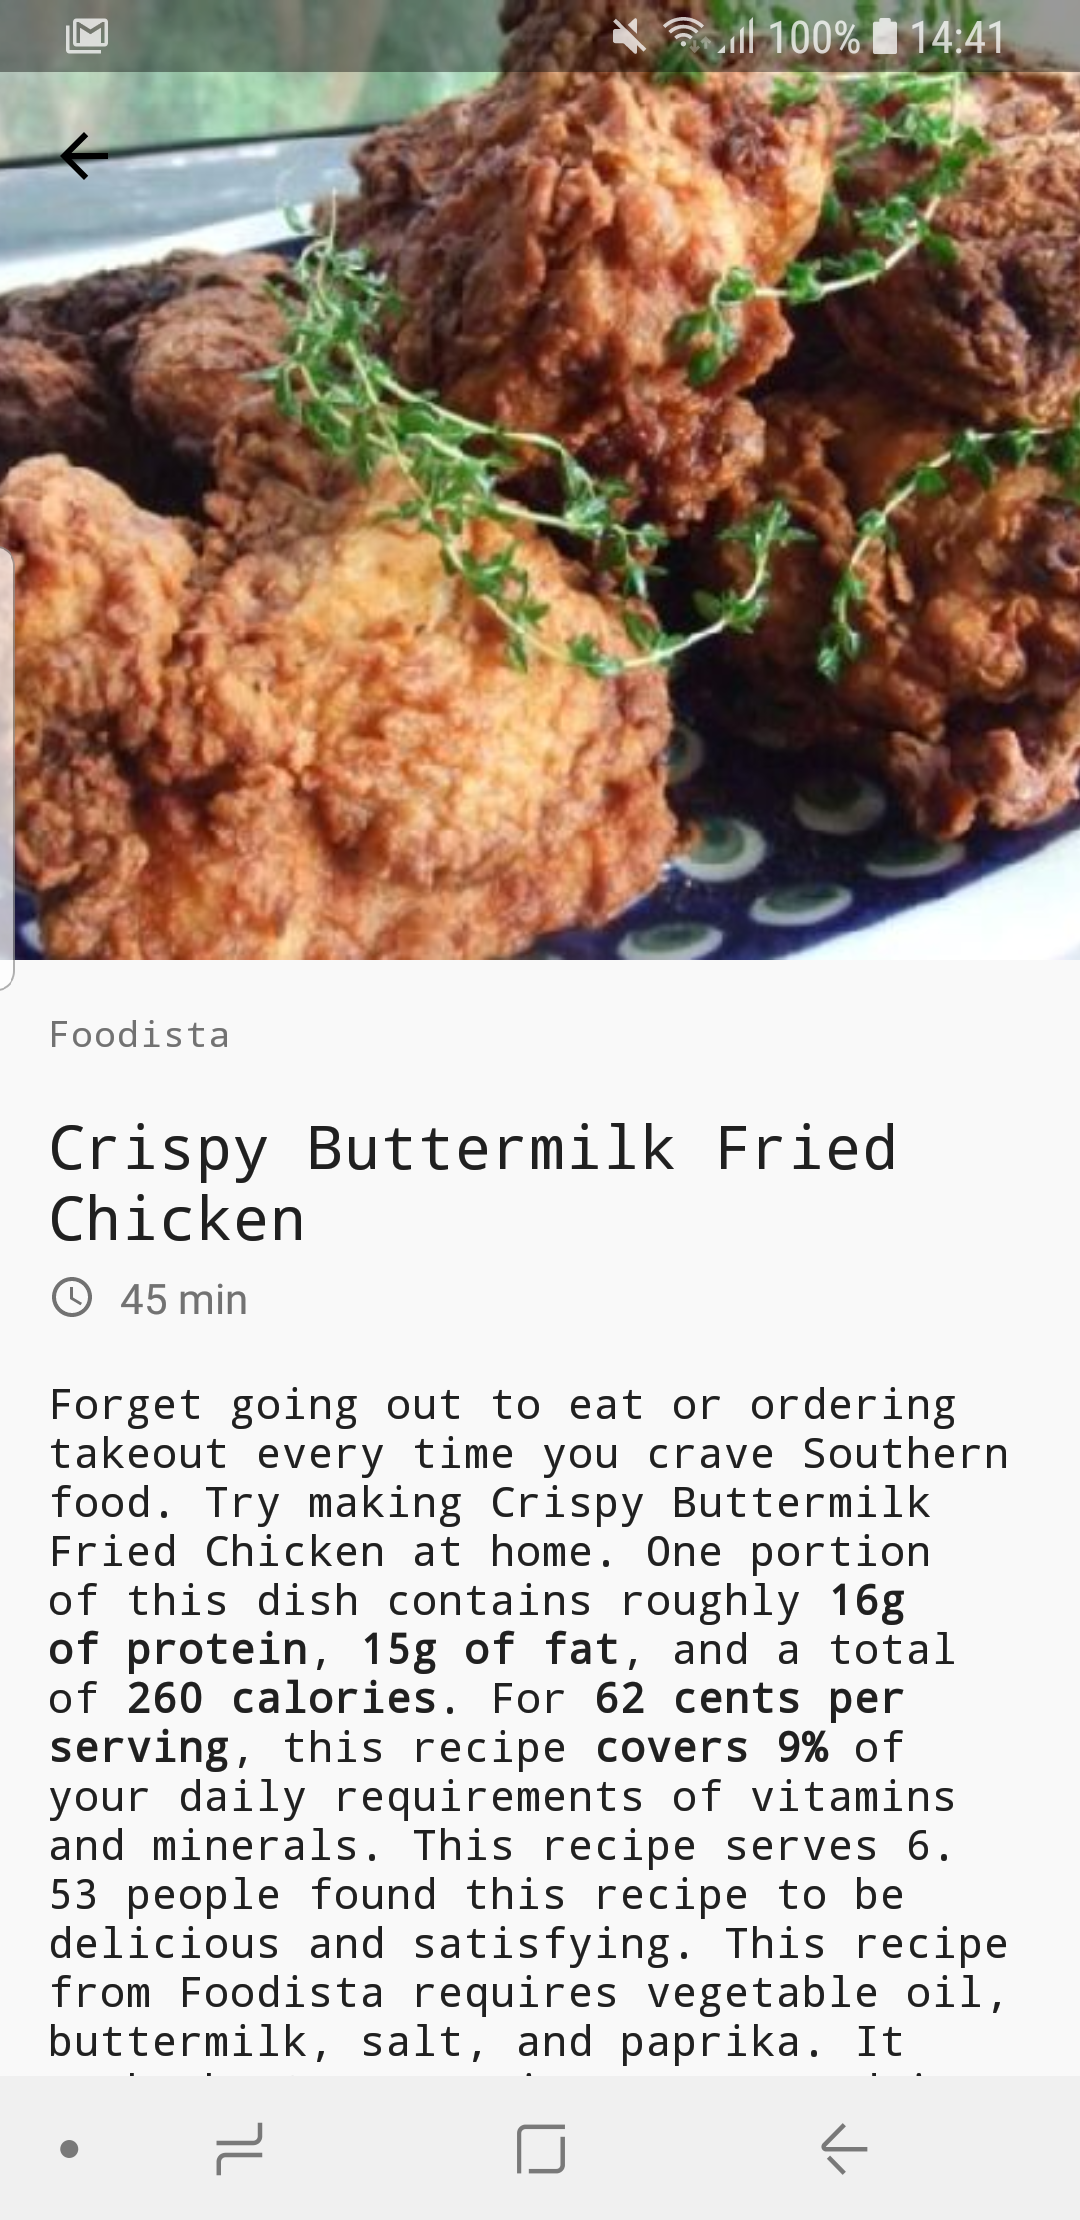 100% 14:41
Foodista
Crispy Buttermilk Fried
Chicken
45 min
Forget going out to eat or ordering
takeout every time you crave Southern
food. Try making Crispy Buttermilk
Fried Chicken at home. One portion
of this dish contains roughly 16g
of protein, 15g of fat, and a total
of 260 calories. For 62 cents per
serving, this recipe covers 9% of
your daily requirements of vitamins
and minerals. This recipe serves 6.
53 people found this recipe to be
delicious and satisfying. This recipe
from Foodista requires vegetable oil,
buttermilk, salt, and paprika. It